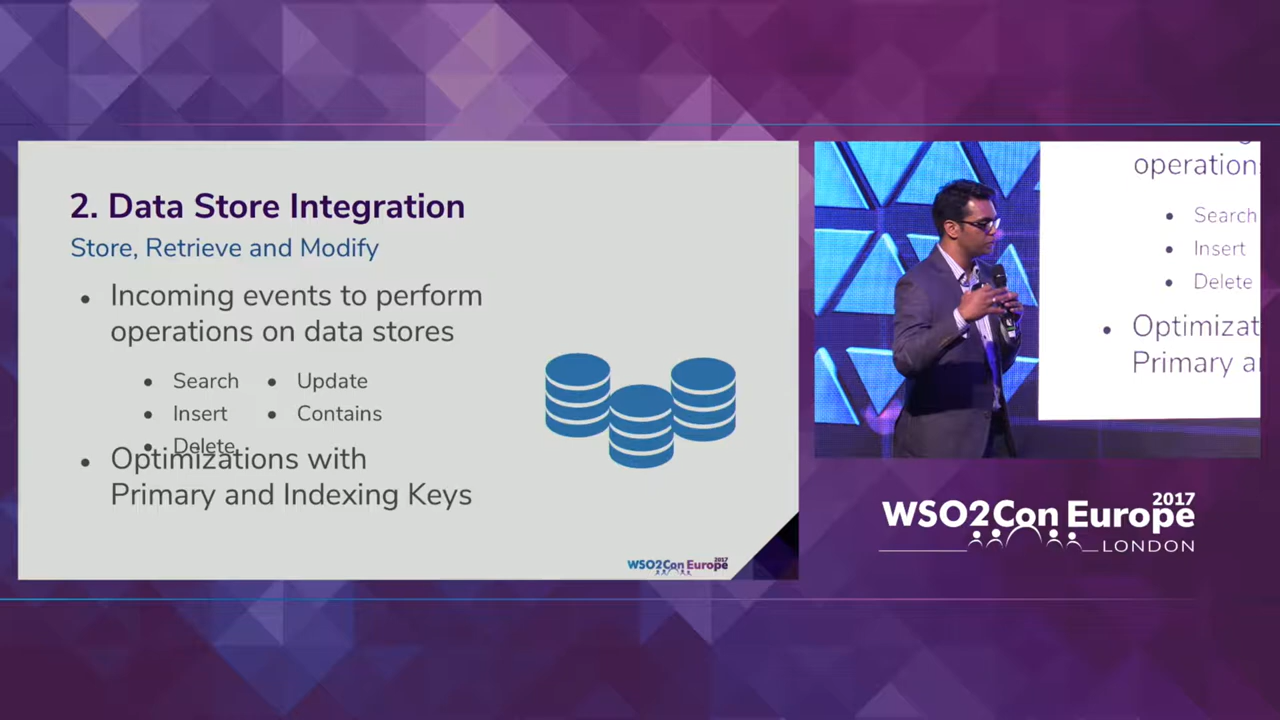 2. Data Store Integration
Store, Retrieve and Modify
• Incoming events to perform
operations on data stores
• Search • Update
• Insert • Contains
• Delete
• Optimizations with
Primary and Indexing Keys
WSO2Con Europe 2017
operation
• Search
• Insert
• Delete
• Optimizat
Primary a
WSO2Con Europe 2017
LONDON